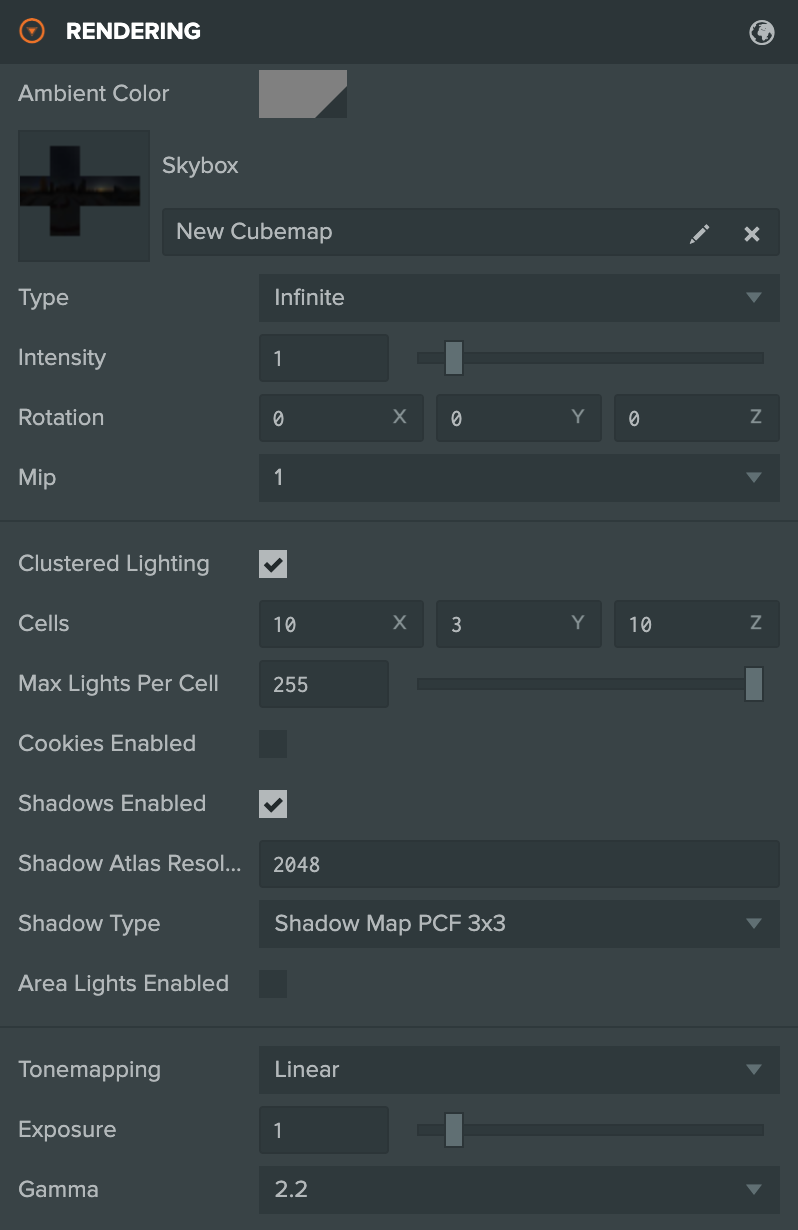 RENDERING
Ambient Color
Skybox
New Cubemap
Type Infinite
Intensity 1
Rotation 0 X 0 Y 0 Z
Mip 1
Clustered Lighting
Cells 10 X 3 Y 10 Z
Max Lights Per Cell 255
Cookies Enabled
Shadows Enabled
Shadow Atlas Resol... 2048
Shadow Type Shadow Map PCF 3x3
Area Lights Enabled
Tonemapping Linear
Exposure 1
Gamma 2.2